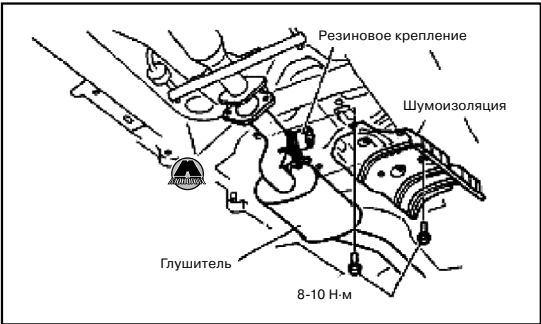 Резиновое крепление
Шумоизоляция
Глушитель
8-10 Н·м